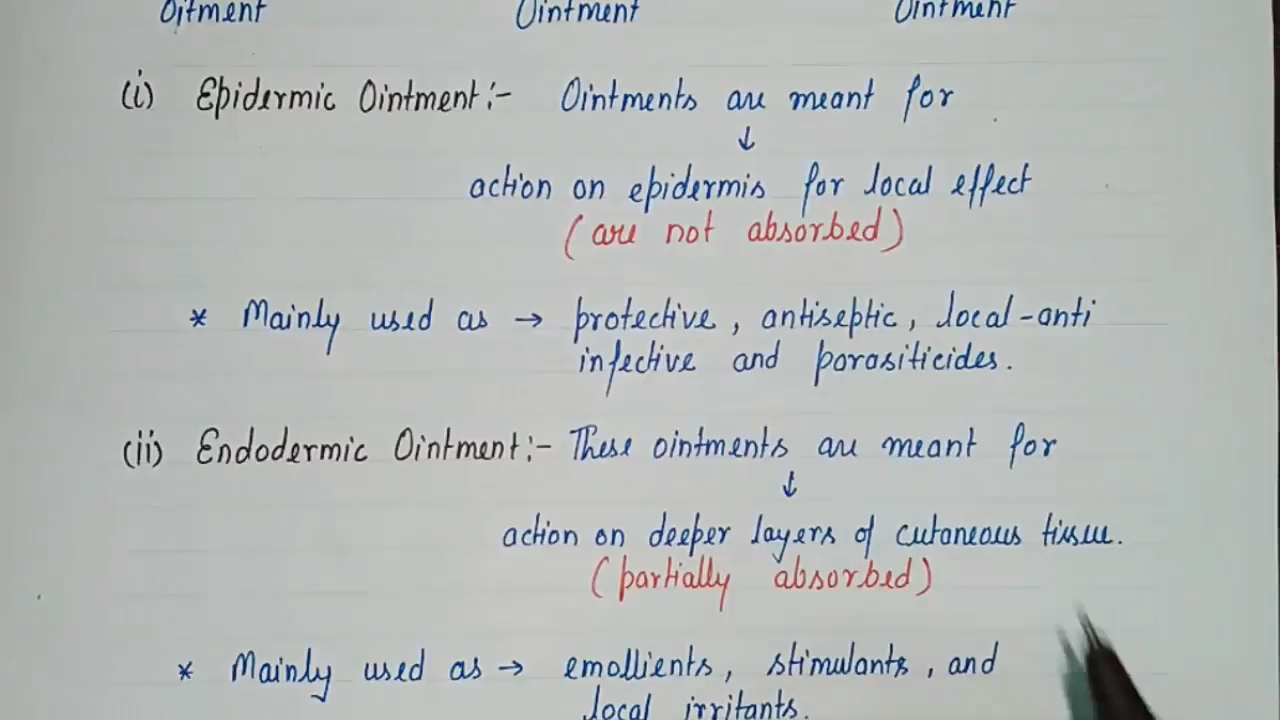 Oitment Ointment Ointment
(i) Epidermic Ointment:- Ointments are meant for
↓
action on epidermis for local effect
(are not absorbed)
* Mainly used as → protective, antiseptic, local-anti
infective and parasiticides.
(ii) Endodermic Ointment:- These ointments are meant for
↓
action on deeper layers of cutaneous tissue.
(partially absorbed)
* Mainly used as → emollients, stimulants, and
local irritants.